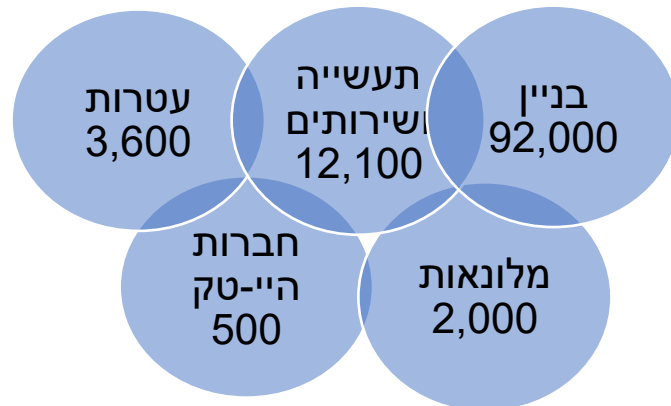 בניין
92,000
תעשייה
ושירותים
12,100
עטרות
3,600
מלונאות
2,000
חברות
היי-טק
500